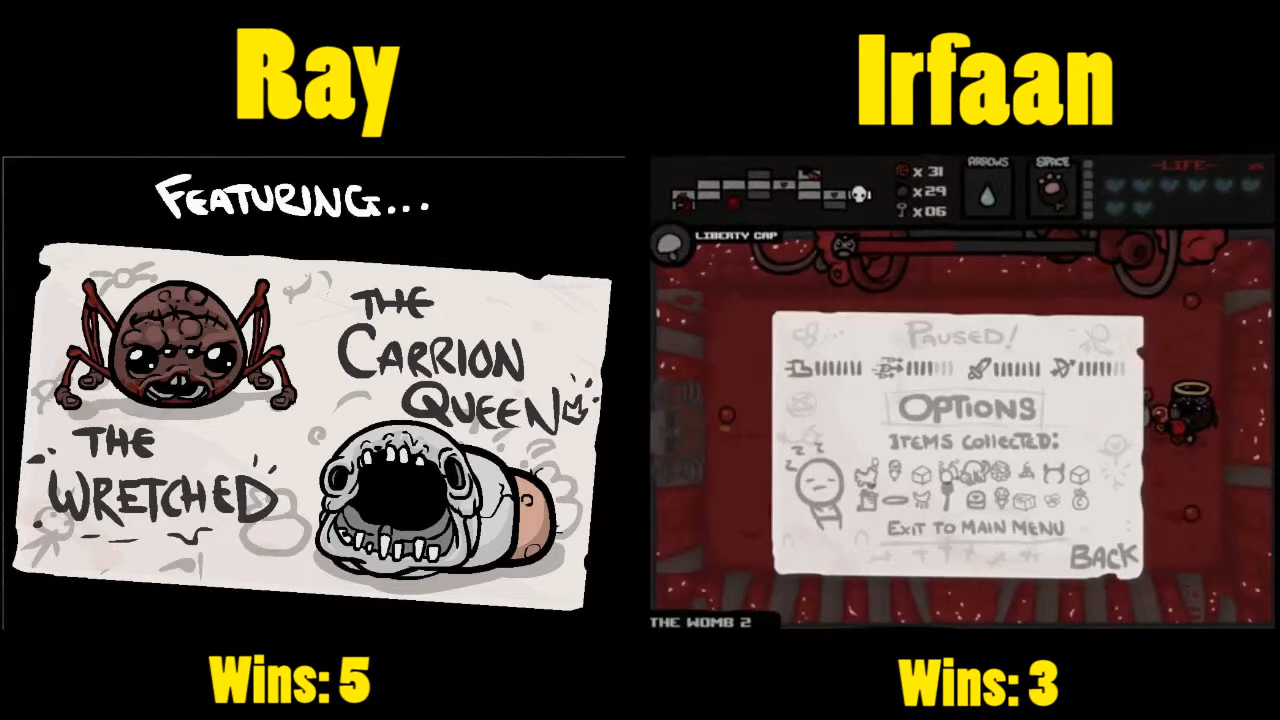 Ray
Irfaan
FEATURING...
THE
CARRION
QUEEN
THE
WRETCHED
x 31
x 29
x 06
ARROWS
SPACE
-LIFE-
LIBERTY CAP
PAUSED!
OPTIONS
ITEMS COLLECTED:
EXIT TO MAIN MENU
BACK
THE WOMB 2
Wins: 5
Wins: 3